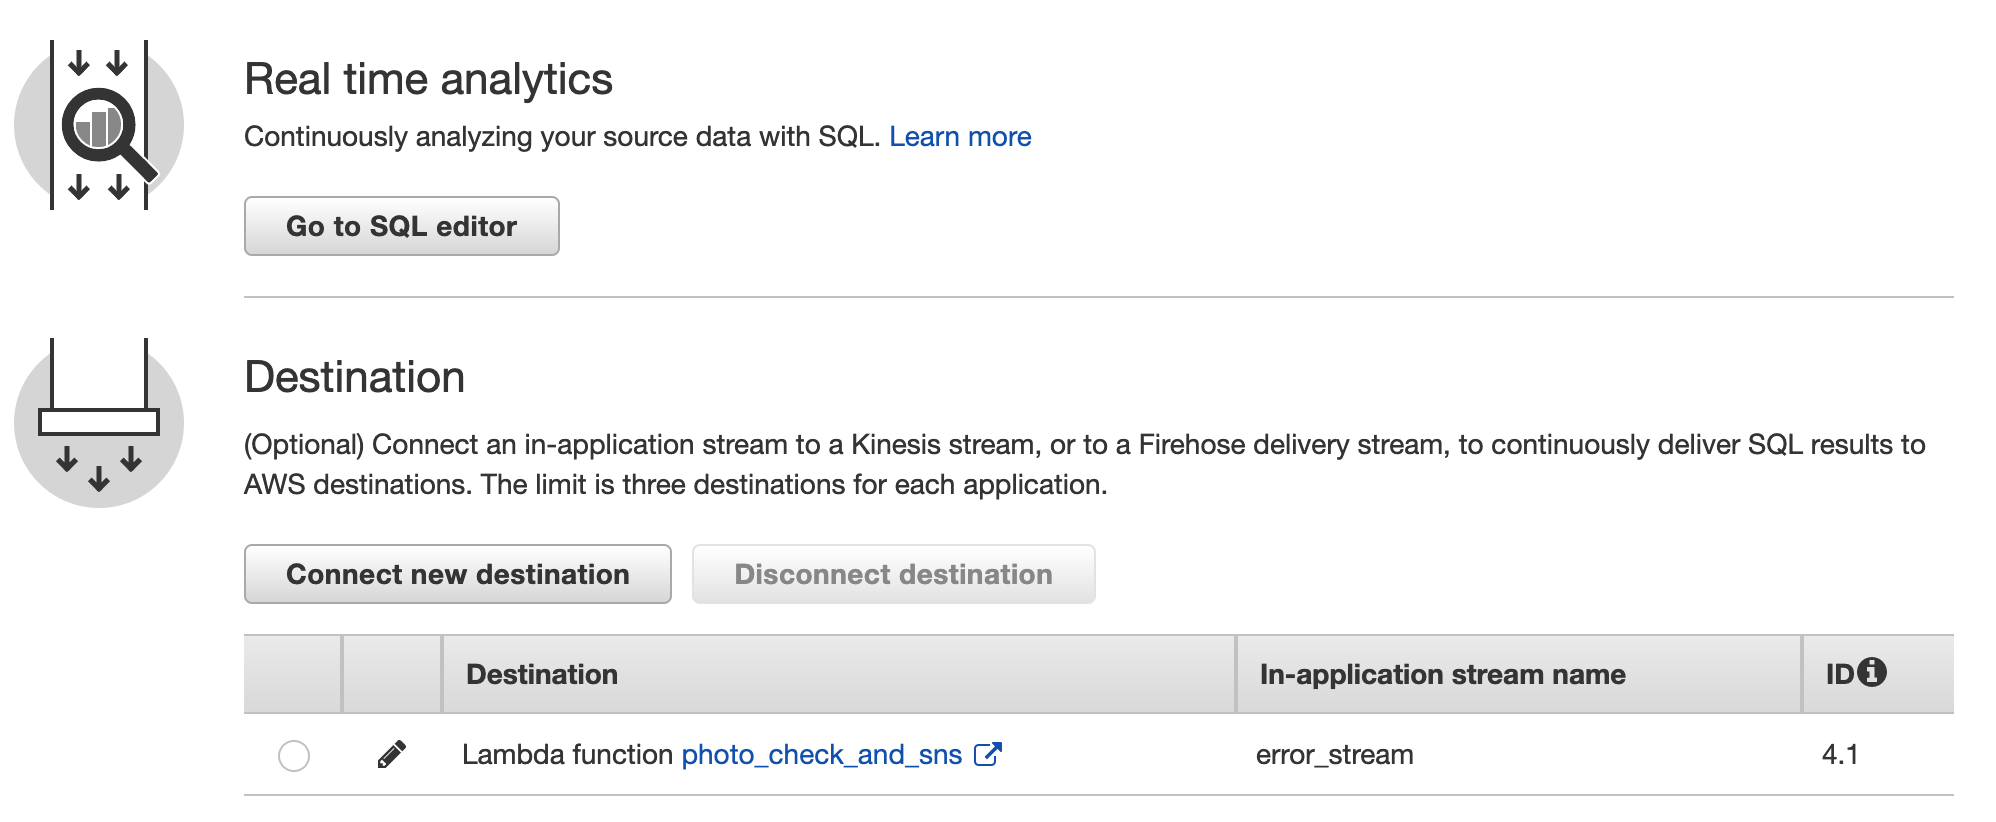 Real time analytics
Continuously analyzing your source data with SQL. Learn more
Go to SQL editor
Destination
(Optional) Connect an in-application stream to a Kinesis stream, or to a Firehose delivery stream, to continuously deliver SQL results to
AWS destinations. The limit is three destinations for each application.
Connect new destination Disconnect destination
Destination In-application stream name ID
Lambda function photo_check_and_sns error_stream 4.1